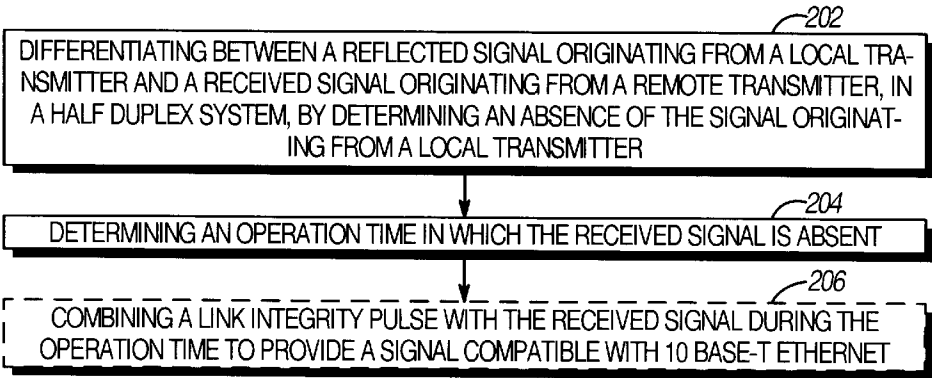 202
DIFFERENTIATING BETWEEN A REFLECTED SIGNAL ORIGINATING FROM A LOCAL TRA-
NSMITTER AND A RECEIVED SIGNAL ORIGINATING FROM A REMOTE TRANSMITTER, IN
A HALF DUPLEX SYSTEM, BY DETERMINING AN ABSENCE OF THE SIGNAL ORIGINAT-
ING FROM A LOCAL TRANSMITTER
204
DETERMINING AN OPERATION TIME IN WHICH THE RECEIVED SIGNAL IS ABSENT
206
COMBINING A LINK INTEGRITY PULSE WITH THE RECEIVED SIGNAL DURING THE
OPERATION TIME TO PROVIDE A SIGNAL COMPATIBLE WITH 10 BASE-T ETHERNET